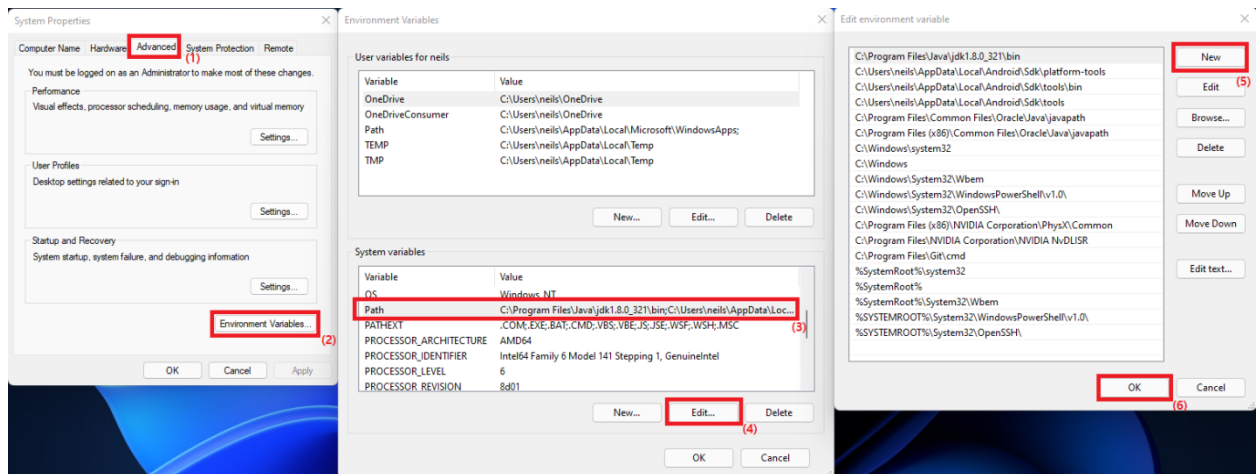 System Properties
Computer Name Hardware Advanced System Protection Remote
(1)
You must be logged on as an Administrator to make most of these changes.
Performance
Visual effects, processor scheduling, memory usage, and virtual memory
Settings...
User Profiles
Desktop settings related to your sign-in
Settings...
Startup and Recovery
System startup, system failure, and debugging information
Settings...
Environment Variables...
(2)
OK Cancel Apply
Environment Variables
User variables for neils
Variable Value
OneDrive C:\Users\neils\OneDrive
OneDriveConsumer C:\Users\neils\OneDrive
Path C:\Users\neils\AppData\Local\Microsoft\WindowsApps;
TEMP C:\Users\neils\AppData\Local\Temp
TMP C:\Users\neils\AppData\Local\Temp
New... Edit... Delete
System variables
Variable Value
OS Windows_NT
Path C:\Program Files\Java\jdk1.8.0_321\bin;C:\Users\neils\AppData\Loc...
(3)
PATHEXT .COM;.EXE;.BAT;.CMD;.VBS;.VBE;.JS;.JSE;.WSF;.WSH;.MSC
PROCESSOR_ARCHITECTURE AMD64
PROCESSOR_IDENTIFIER Intel64 Family 6 Model 141 Stepping 1, GenuineIntel
PROCESSOR_LEVEL 6
PROCESSOR_REVISION 8d01
New... Edit... Delete
(4)
OK Cancel
Edit environment variable
C:\Program Files\Java\jdk1.8.0_321\bin
C:\Users\neils\AppData\Local\Android\Sdk\platform-tools
C:\Users\neils\AppData\Local\Android\Sdk\tools\bin
C:\Users\neils\AppData\Local\Android\Sdk\tools
C:\Program Files\Common Files\Oracle\Java\javapath
C:\Program Files (x86)\Common Files\Oracle\Java\javapath
C:\Windows\system32
C:\Windows
C:\Windows\System32\Wbem
C:\Windows\System32\WindowsPowerShell\v1.0\
C:\Windows\System32\OpenSSH\
C:\Program Files (x86)\NVIDIA Corporation\PhysX\Common
C:\Program Files\NVIDIA Corporation\NVIDIA NvDLISR
C:\Program Files\Git\cmd
%SystemRoot%\system32
%SystemRoot%
%SystemRoot%\System32\Wbem
%SYSTEMROOT%\System32\WindowsPowerShell\v1.0\
%SYSTEMROOT%\System32\OpenSSH\
New
(5)
Edit
Browse...
Delete
Move Up
Move Down
Edit text...
OK Cancel
(6)